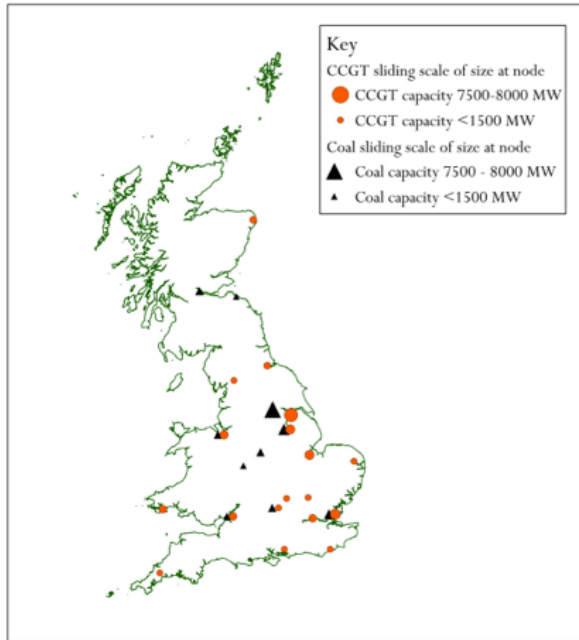 Key
CCGT sliding scale of size at node
CCGT capacity 7500-8000 MW
CCGT capacity <1500 MW
Coal sliding scale of size at node
Coal capacity 7500 - 8000 MW
Coal capacity <1500 MW